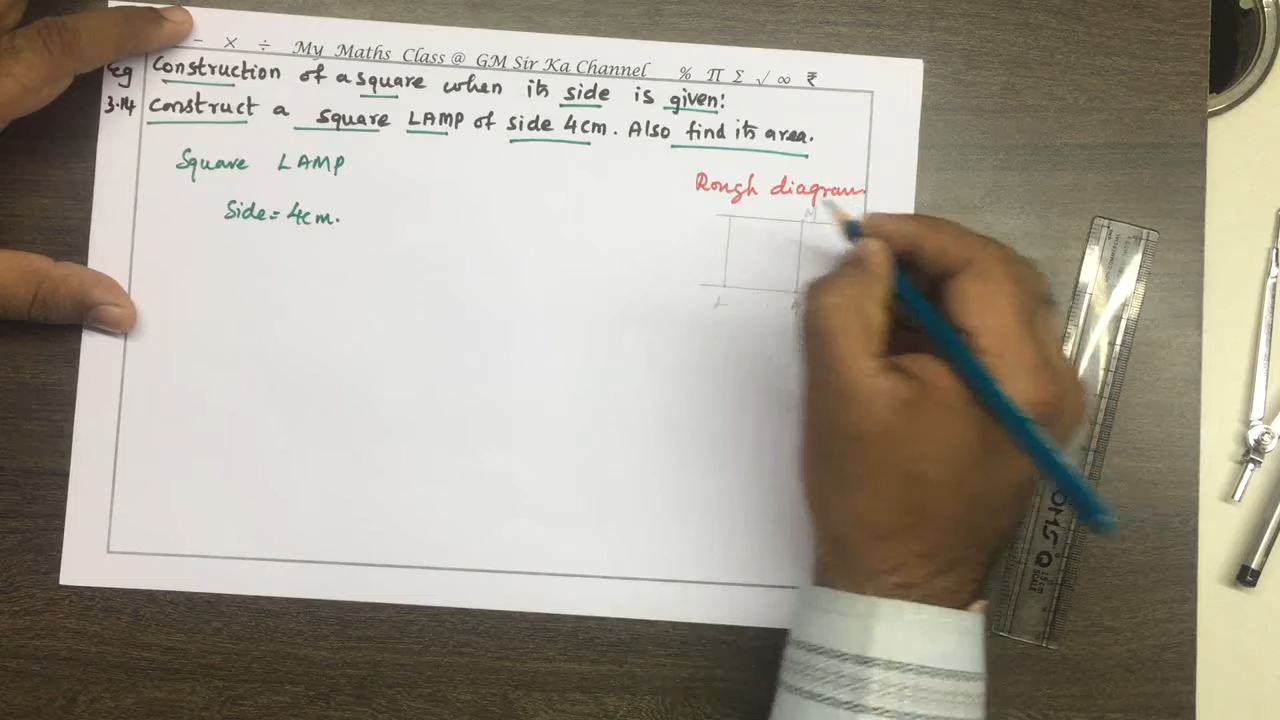 − × ÷ My Maths Class @ GM Sir Ka Channel % Π Σ √ ∞ ₹
Eg Construction of a square when its side is given:
3.14 Construct a square LAMP of side 4cm. Also find its area.
Square LAMP
Side = 4cm.
Rough diagram
M
L